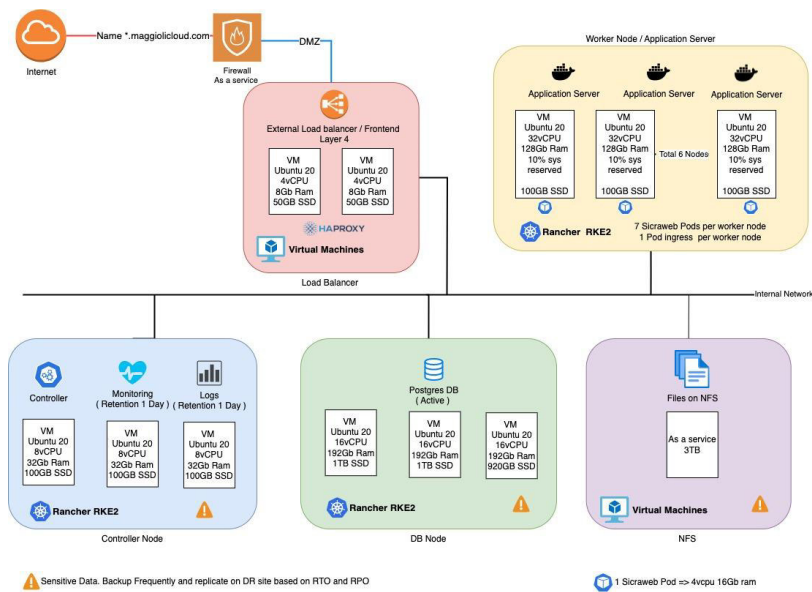 Internet
Name *.maggiolicloud.com
Firewall
As a service
DMZ
External Load balancer / Frontend
Layer 4
VM
Ubuntu 20
4vCPU
8Gb Ram
50GB SSD
VM
Ubuntu 20
4vCPU
8Gb Ram
50GB SSD
HAPROXY
Virtual Machines
Load Balancer
Worker Node / Application Server
Application Server
Application Server
Application Server
VM
Ubuntu 20
32vCPU
128Gb Ram
10% sys
reserved
100GB SSD
VM
Ubuntu 20
32vCPU
128Gb Ram
10% sys
reserved
100GB SSD
Total 6 Nodes
VM
Ubuntu 20
32vCPU
128Gb Ram
10% sys
reserved
100GB SSD
Rancher RKE2
7 Sicraweb Pods per worker node
1 Pod ingress per worker node
Internal Network
Controller
Monitoring
( Retention 1 Day )
Logs
( Retention 1 Day )
VM
Ubuntu 20
8vCPU
32Gb Ram
100GB SSD
VM
Ubuntu 20
8vCPU
32Gb Ram
100GB SSD
VM
Ubuntu 20
8vCPU
32Gb Ram
100GB SSD
Rancher RKE2
Controller Node
Postgres DB
( Active )
VM
Ubuntu 20
16vCPU
192Gb Ram
1TB SSD
VM
Ubuntu 20
16vCPU
192Gb Ram
1TB SSD
VM
Ubuntu 20
16vCPU
192Gb Ram
920GB SSD
Rancher RKE2
DB Node
Files on NFS
As a service
3TB
Virtual Machines
NFS
Sensitive Data. Backup Frequently and replicate on DR site based on RTO and RPO
1 Sicraweb Pod => 4vcpu 16Gb ram